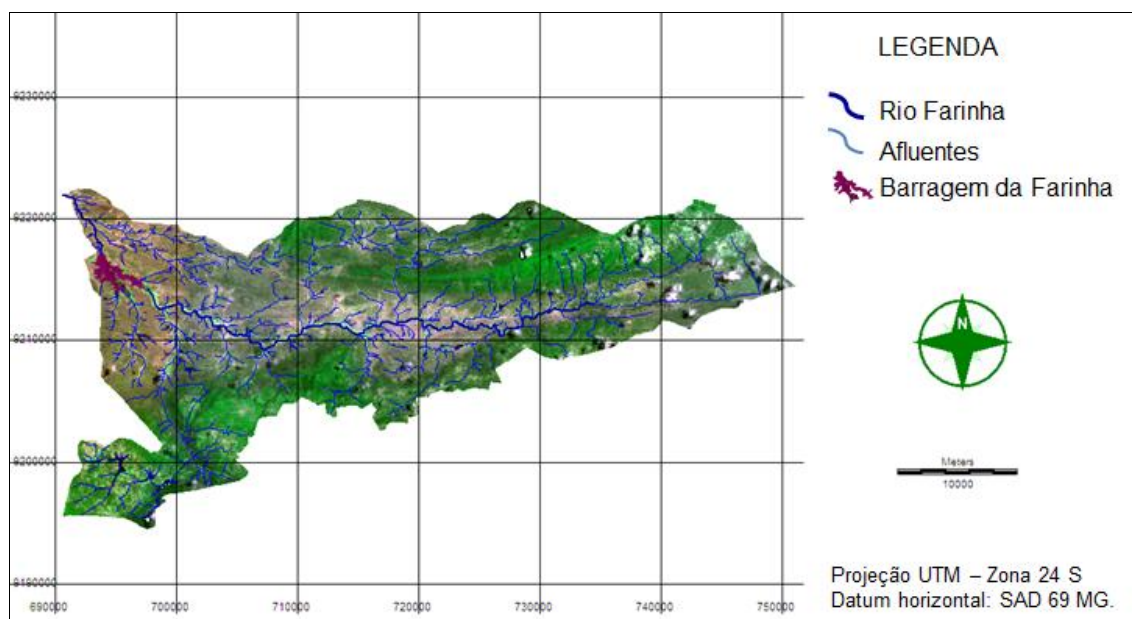 LEGENDA
Rio Farinha
Afluentes
Barragem da Farinha
N
Meters
10000
Projeção UTM – Zona 24 S
Datum horizontal: SAD 69 MG.
9230000
9220000
9210000
9200000
9190000
690000 700000 710000 720000 730000 740000 750000